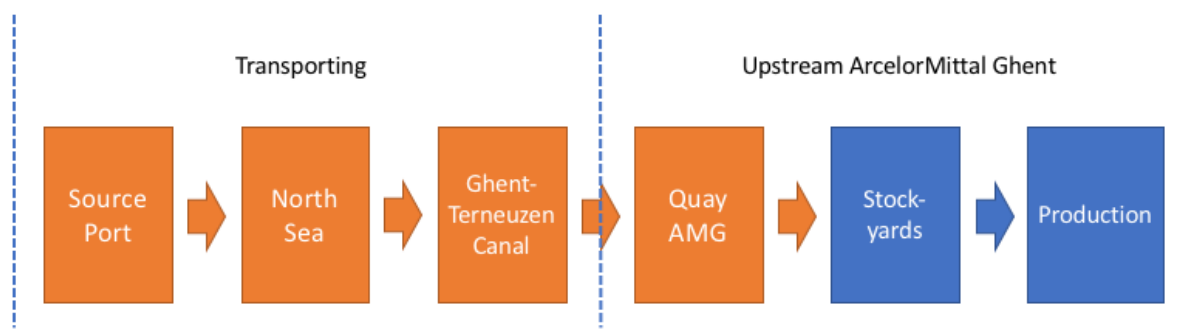 Transporting
Upstream ArcelorMittal Ghent
Source
Port
North
Sea
Ghent-
Terneuzen
Canal
Quay
AMG
Stock-
yards
Production